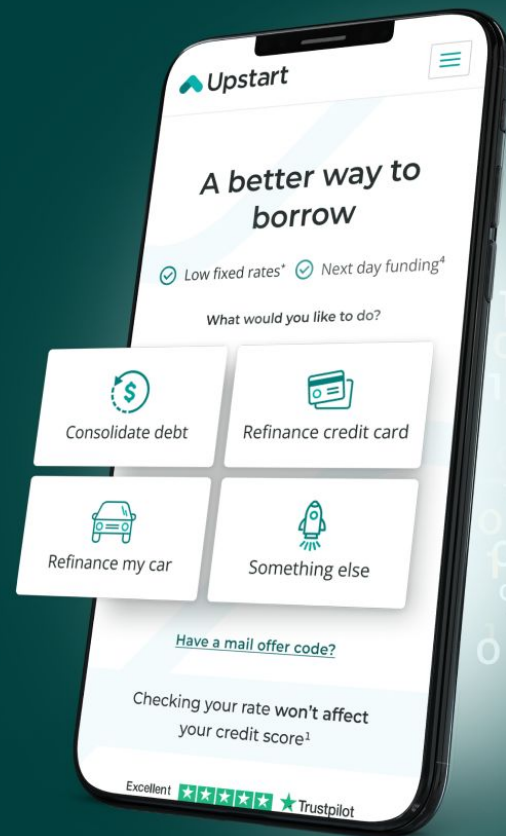 Upstart
A better way to
borrow
Low fixed rates* Next day funding⁴
What would you like to do?
Consolidate debt
Refinance credit card
Refinance my car
Something else
Have a mail offer code?
Checking your rate won't affect
your credit score¹
Excellent Trustpilot